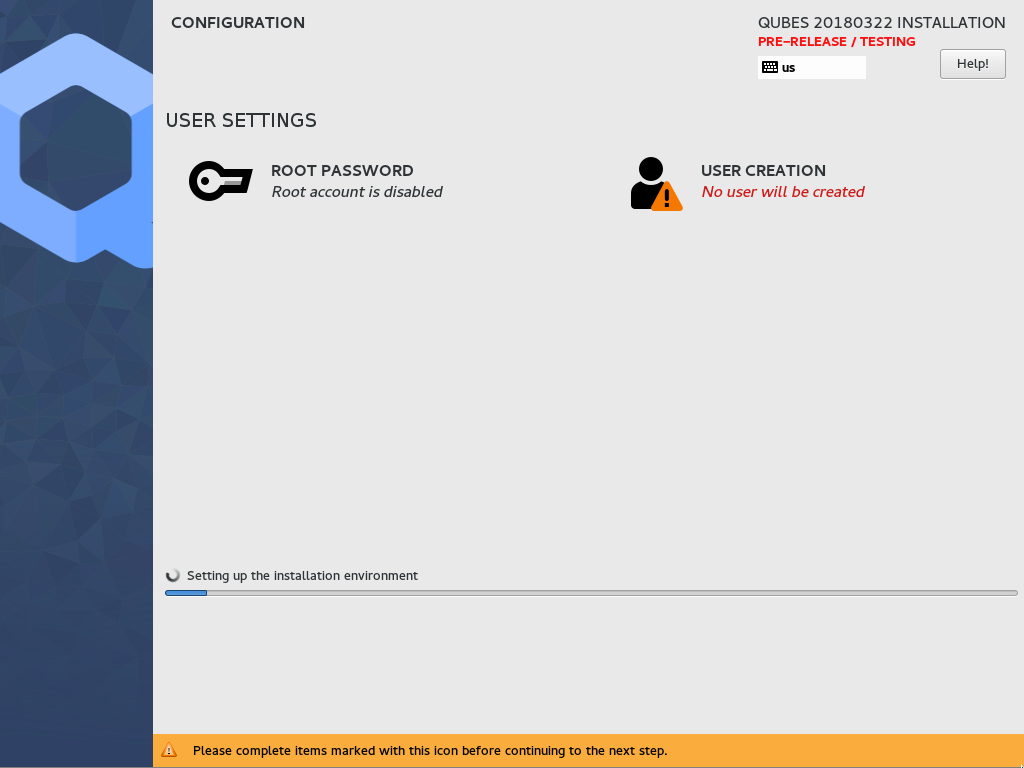 CONFIGURATION
QUBES 20180322 INSTALLATION
PRE-RELEASE / TESTING
us
Help!
USER SETTINGS
ROOT PASSWORD
Root account is disabled
USER CREATION
No user will be created
Setting up the installation environment
Please complete items marked with this icon before continuing to the next step.